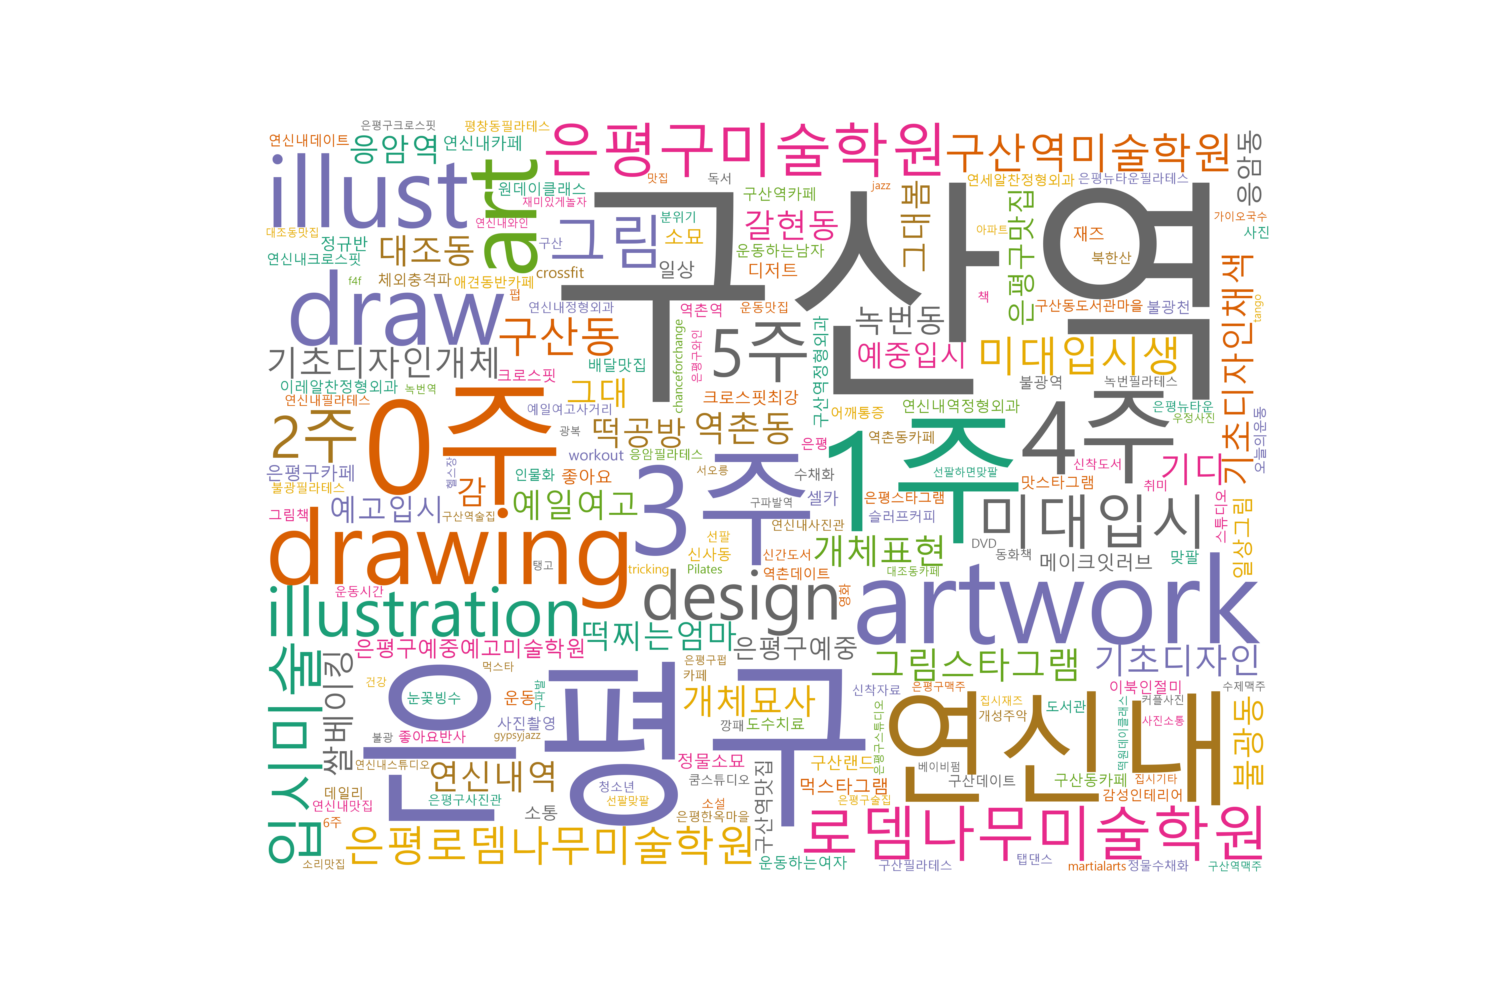 은평구크로스핏
평창동필라테스
연신내데이트
응암역
연신내카페
은평구미술학원
구산역미술학원
응암동
illust
art
원데이클래스
재미있게놀자
맛집
독서
구산역카페
jazz
연세알찬정형외과
은평뉴타운필라테스
가이오국수
사진
연신내와인
대조동맛집
정규반
대조동
구산
그림
분위기
소묘
갈현동
그대봄
구산역
아파트
은평구맛집
재즈
북한산
연신내크로스핏
체외충격파
애견동반카페
crossfit
일상
운동하는남자
디저트
f4f
펍
draw
연신내정형외과
역촌역
운동맛집
책
구산동도서관마을
불광천
기초디자인채색
tango
구산동
chanceforchange
은평구와인
5주
구산역정형외과
녹번동
예중입시
미대입시생
기초디자인개체
배달맛집
이레알찬정형외과
녹번역
크로스핏
그대
크로스핏최강
불광역
녹번필라테스
연신내필라테스
예일여고사거리
어깨통증
연신내역정형외과
은평뉴타운
우정사진
오늘의운동
2주
0주
광복
떡공방
역촌동
은평
역촌동카페
1주
4주
은평구카페
헬스장
workout
응암필라테스
서오릉
수채화
선팔하면맞팔
신착도서
기디
불광필라테스
감
인물화
좋아요
3주
구파발역
셀카
은평스타그램
맛스타그램
취미
그림책
예고입시
구산역술집
예일여고
연신내사진관
슬러프커피
미대입시
스튜디오
일상그림
drawing
탱고
선팔
신사동
신간도서
개체표현
DVD
동화책
메이크잇러브
맞팔
tricking
Pilates
역촌데이트
대조동카페
운동시간
illustration
design
영화
artwork
떡찌는엄마
은평구예중예고미술학원
은평구예중
그림스타그램
기초디자인
입시미술
쌀베이킹
건강
먹스타
은평구
은평구펍
카페
신착자료
은평구맥주
집시재즈
이북인절미
수제맥주
눈꽃빙수
운동
구파발
개체묘사
연신내
개성주악
도서관
떡원데이클래스
커플사진
사진소통
불광동
불광
좋아요반사
사진촬영
gypsyjazz
깡패
도수치료
은평구스튜디오
연신내스튜디오
연신내역
정물소묘
구산랜드
베이비펌
데일리
은평구사진관
청소년
쿰스튜디오
구산역맛집
먹스타그램
구산데이트
구산동카페
집시기타
연신내맛집
선팔맞팔
소설
은평구술집
감성인테리어
6주
소통
은평한옥마을
은평로뎀나무미술학원
로뎀나무미술학원
소리맛집
운동하는여자
구산필라테스
탭댄스
martialarts
정물수채화
구산역맥주